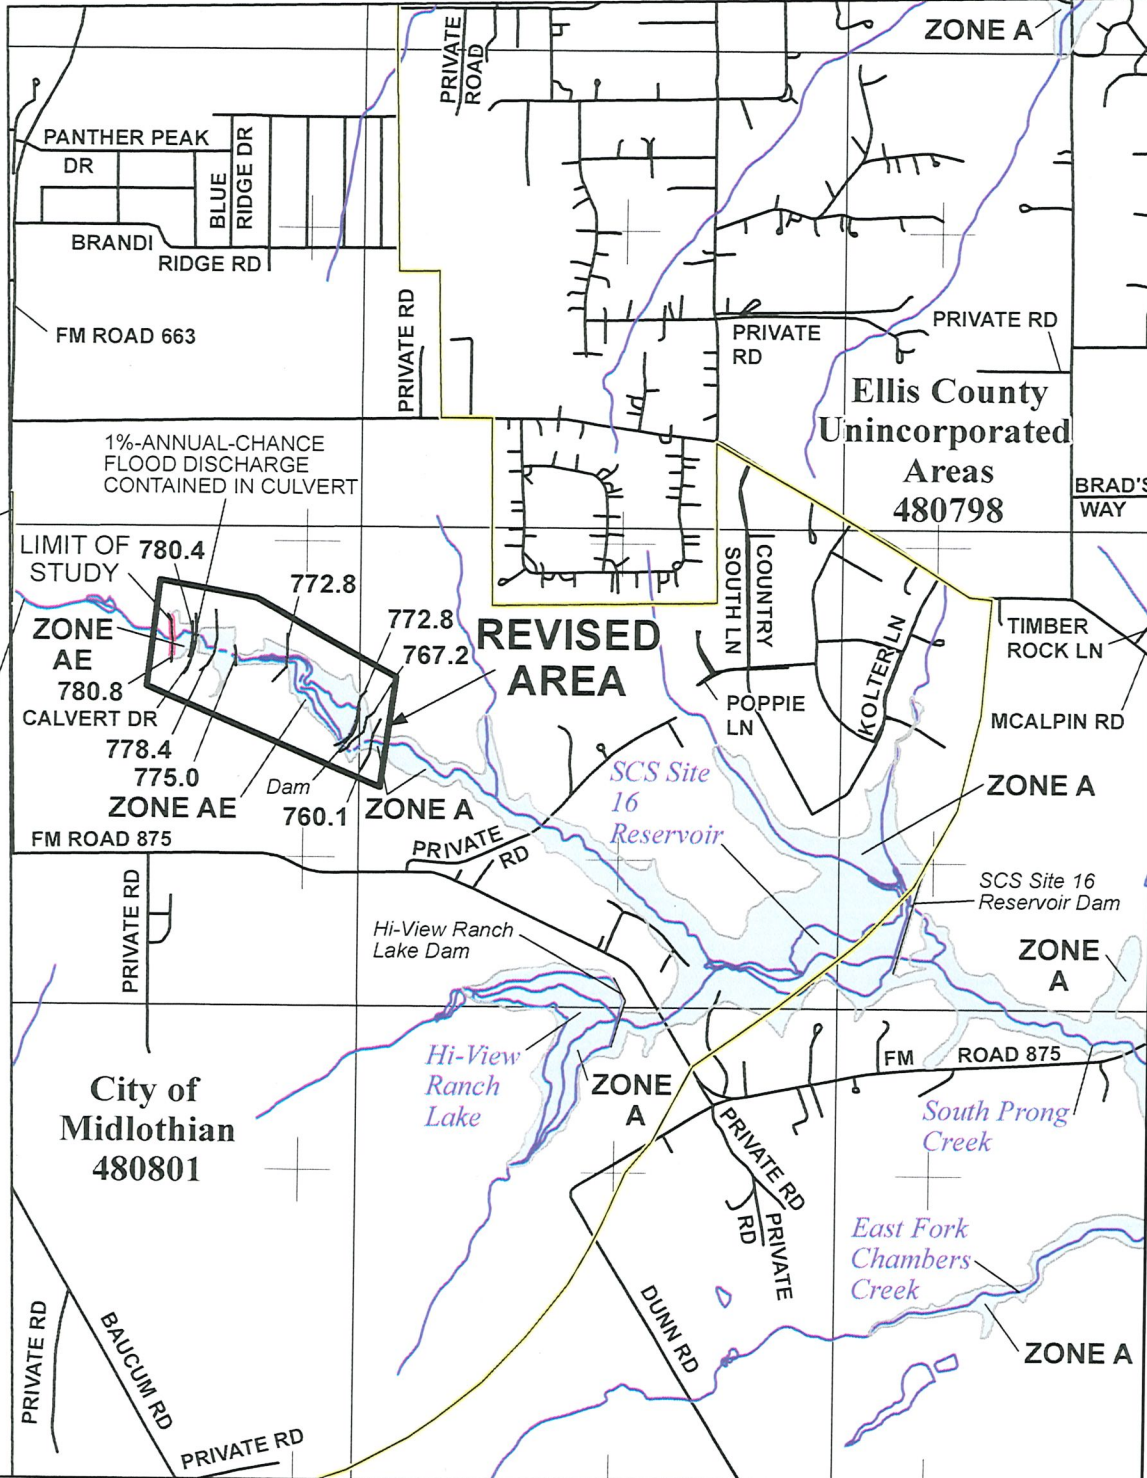 PRIVATE
ROAD
ZONE A
PANTHER PEAK
DR
BLUE
RIDGE DR
BRANDI
RIDGE RD
FM ROAD 663
PRIVATE RD
PRIVATE
RD
PRIVATE RD
Ellis County
Unincorporated
Areas
480798
BRAD'S
WAY
1%-ANNUAL-CHANCE
FLOOD DISCHARGE
CONTAINED IN CULVERT
LIMIT OF
STUDY
780.4
772.8
ZONE
AE
780.8
CALVERT DR
778.4
775.0
ZONE AE
Dam
760.1
772.8
767.2
REVISED
AREA
ZONE A
SOUTH LN
COUNTRY
POPPIE
LN
KOLTER LN
TIMBER
ROCK LN
MCALPIN RD
ZONE A
SCS Site
16
Reservoir
FM ROAD 875
PRIVATE
RD
PRIVATE RD
Hi-View Ranch
Lake Dam
SCS Site 16
Reservoir Dam
ZONE
A
Hi-View
Ranch
Lake
ZONE
A
FM
ROAD 875
South Prong
Creek
City of
Midlothian
480801
PRIVATE RD
PRIVATE
RD
East Fork
Chambers
Creek
ZONE A
DUNN RD
PRIVATE RD
BAUCUM RD
PRIVATE RD